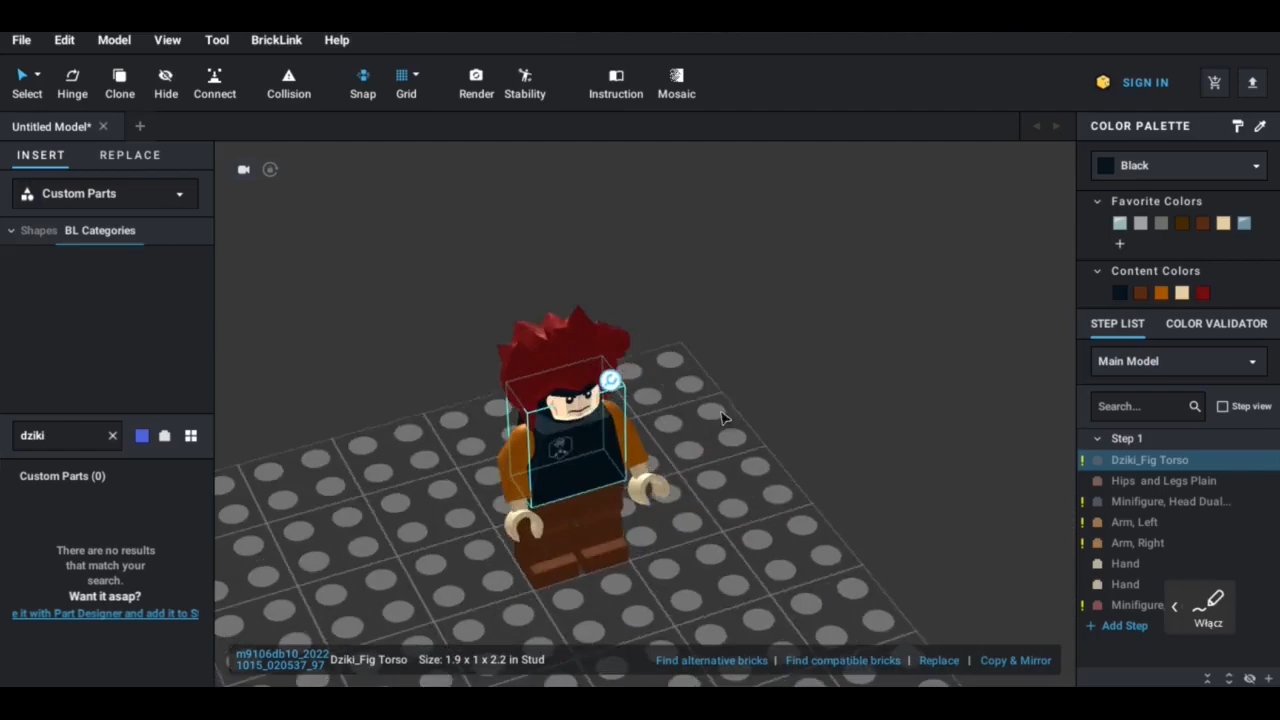 File Edit Model View Tool BrickLink Help
Select Hinge Clone Hide Connect Collision Snap Grid Render Stability Instruction Mosaic
SIGN IN
Untitled Model*
COLOR PALETTE
INSERT REPLACE
Black
Custom Parts
Favorite Colors
Shapes BL Categories
Content Colors
STEP LIST COLOR VALIDATOR
Main Model
Search...
Step view
dziki
Step 1
Dziki_Fig Torso
Custom Parts (0)
Hips and Legs Plain
Minifigure, Head Dual...
Arm, Left
Arm, Right
There are no results
that match your
search.
Hand
Want it asap?
Hand
e it with Part Designer and add it to S
Minifigure,
Włącz
Add Step
m9106db10_2022
1015_020537_97
Dziki_Fig Torso Size: 1.9 x 1 x 2.2 in Stud
Find alternative bricks | Find compatible bricks | Replace | Copy & Mirror